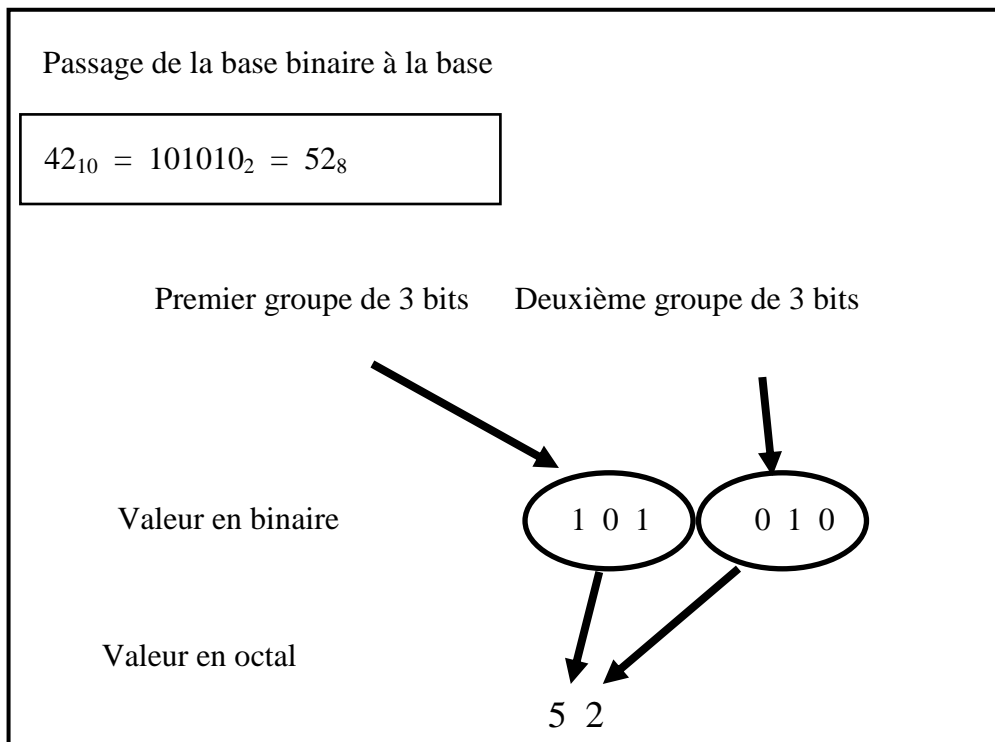 Passage de la base binaire à la base
42₁₀ = 101010₂ = 52₈
Premier groupe de 3 bits Deuxième groupe de 3 bits
Valeur en binaire 1 0 1 0 1 0
Valeur en octal
5 2